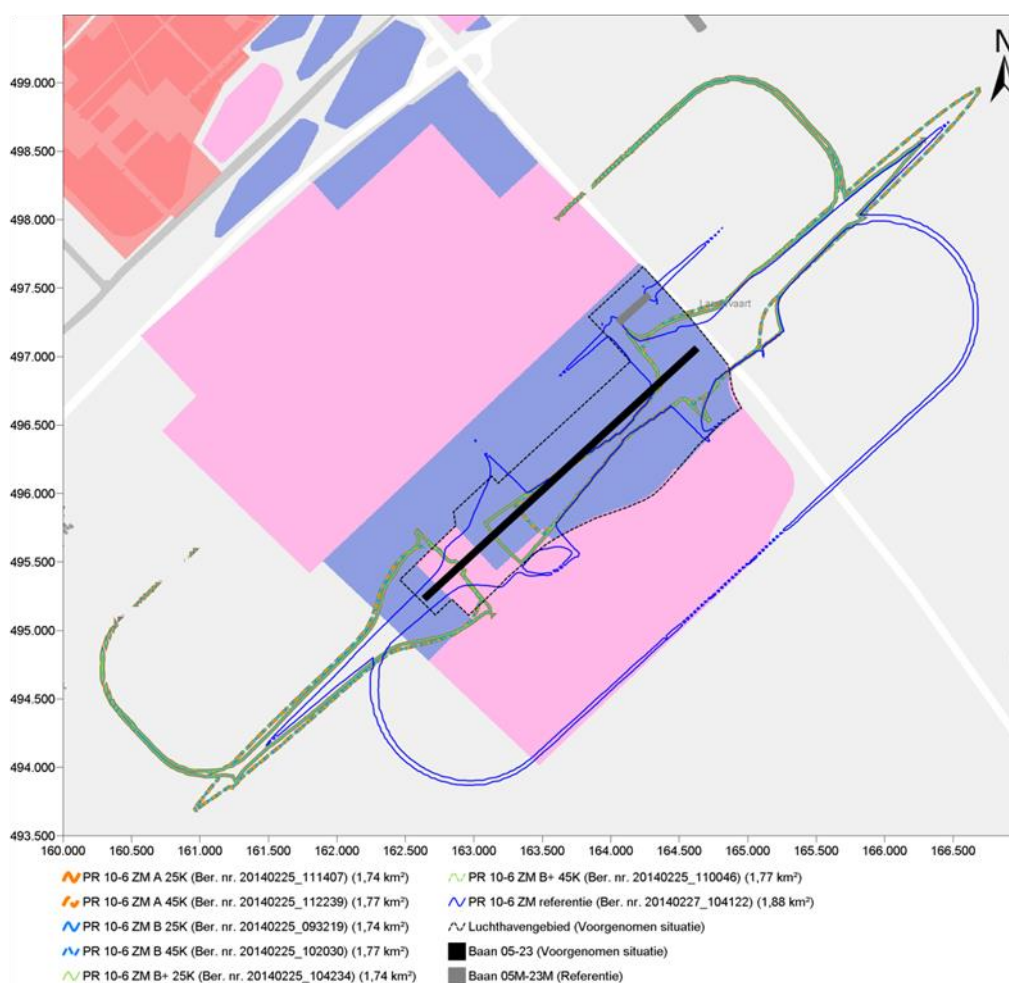 N
499.000
498.500
498.000
497.500
497.000
496.500
496.000
495.500
495.000
494.500
494.000
493.500
160.000 160.500 161.000 161.500 162.000 162.500 163.000 163.500 164.000 164.500 165.000 165.500 166.000 166.500
PR 10-6 ZM A 25K (Ber. nr. 20140225_111407) (1,74 km²)
PR 10-6 ZM A 45K (Ber. nr. 20140225_112239) (1,77 km²)
PR 10-6 ZM B 25K (Ber. nr. 20140225_093219) (1,74 km²)
PR 10-6 ZM B 45K (Ber. nr. 20140225_102030) (1,77 km²)
PR 10-6 ZM B+ 25K (Ber. nr. 20140225_104234) (1,74 km²)
PR 10-6 ZM B+ 45K (Ber. nr. 20140225_110046) (1,77 km²)
PR 10-6 ZM referentie (Ber. nr. 20140227_104122) (1,88 km²)
Luchthavengebied (Voorgenomen situatie)
Baan 05-23 (Voorgenomen situatie)
Baan 05M-23M (Referentie)